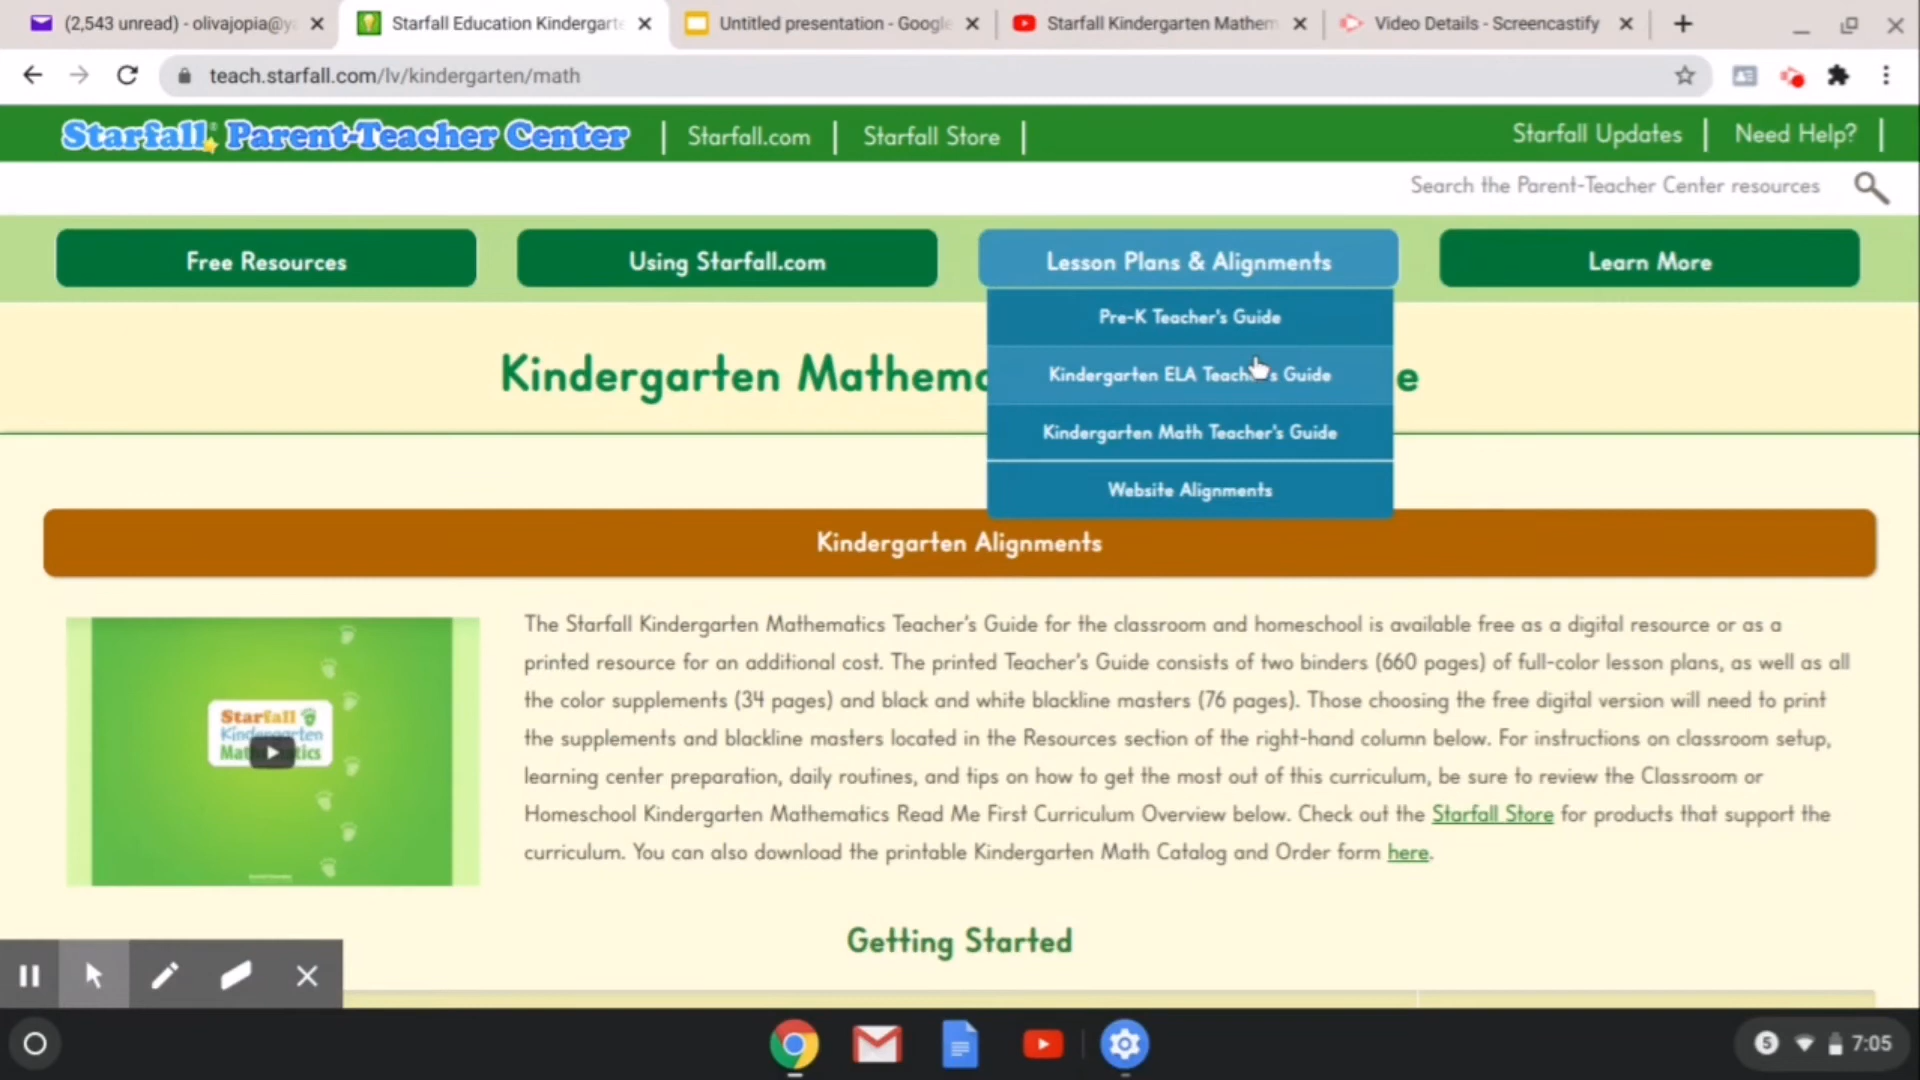 (2,543 unread) - olivajopia@y
Starfall Education Kindergarte
Untitled presentation - Google
Starfall Kindergarten Mathem
Video Details - Screencastify
teach.starfall.com/lv/kindergarten/math
Starfall Parent-Teacher Center
Starfall.com
Starfall Store
Starfall Updates
Need Help?
Search the Parent-Teacher Center resources
Free Resources
Using Starfall.com
Lesson Plans & Alignments
Learn More
Pre-K Teacher's Guide
Kindergarten Mathema e
Kindergarten ELA Teacher's Guide
Kindergarten Math Teacher's Guide
Website Alignments
Kindergarten Alignments
The Starfall Kindergarten Mathematics Teacher's Guide for the classroom and homeschool is available free as a digital resource or as a
printed resource for an additional cost. The printed Teacher's Guide consists of two binders (660 pages) of full-color lesson plans, as well as all
the color supplements (34 pages) and black and white blackline masters (76 pages). Those choosing the free digital version will need to print
the supplements and blackline masters located in the Resources section of the right-hand column below. For instructions on classroom setup,
learning center preparation, daily routines, and tips on how to get the most out of this curriculum, be sure to review the Classroom or
Homeschool Kindergarten Mathematics Read Me First Curriculum Overview below. Check out the Starfall Store for products that support the
curriculum. You can also download the printable Kindergarten Math Catalog and Order form here.
Starfall
Kindergarten
Mathematics
Getting Started
5
7:05